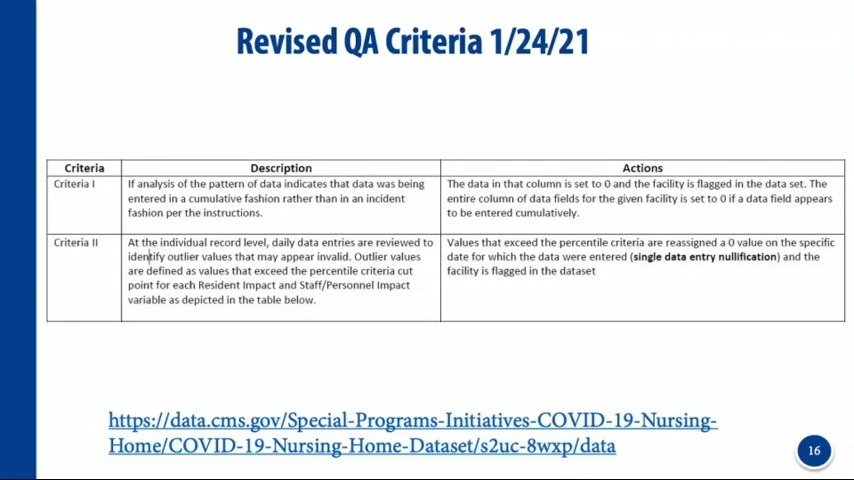 Revised QA Criteria 1/24/21
Criteria
Description
Actions
Criteria I
If analysis of the pattern of data indicates that data was being
entered in a cumulative fashion rather than in an incident
fashion per the instructions.
The data in that column is set to 0 and the facility is flagged in the data set. The
entire column of data fields for the given facility is set to 0 if a data field appears
to be entered cumulatively.
Criteria II
At the individual record level, daily data entries are reviewed to
identify outlier values that may appear invalid. Outlier values
are defined as values that exceed the percentile criteria cut
point for each Resident Impact and Staff/Personnel Impact
variable as depicted in the table below.
Values that exceed the percentile criteria are reassigned a 0 value on the specific
date for which the data were entered (single data entry nullification) and the
facility is flagged in the dataset
https://data.cms.gov/Special-Programs-Initiatives-COVID-19-Nursing-
Home/COVID-19-Nursing-Home-Dataset/s2uc-8wxp/data
16